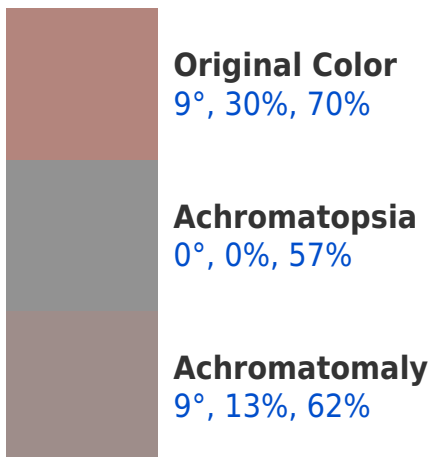 Original Color
9°, 30%, 70%
Achromatopsia
0°, 0%, 57%
Achromatomaly
9°, 13%, 62%